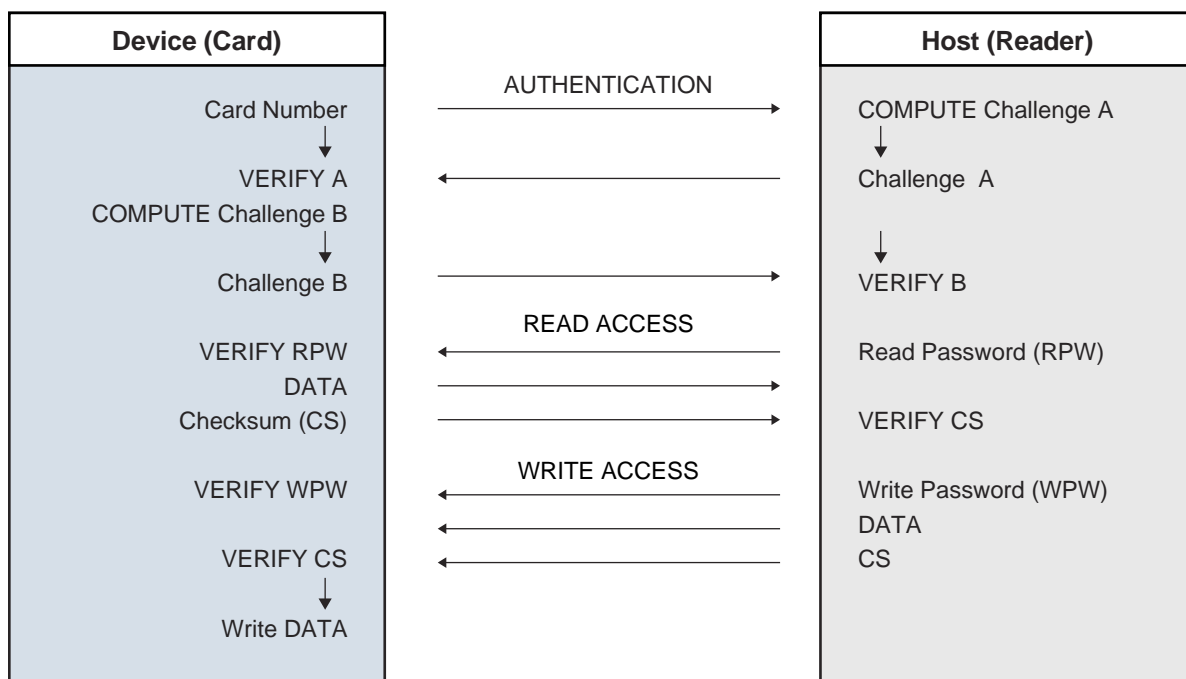 Device (Card)
Host (Reader)
AUTHENTICATION
Card Number
COMPUTE Challenge A
VERIFY A
Challenge A
COMPUTE Challenge B
Challenge B
VERIFY B
READ ACCESS
VERIFY RPW
Read Password (RPW)
DATA
Checksum (CS)
VERIFY CS
WRITE ACCESS
VERIFY WPW
Write Password (WPW)
DATA
VERIFY CS
CS
Write DATA